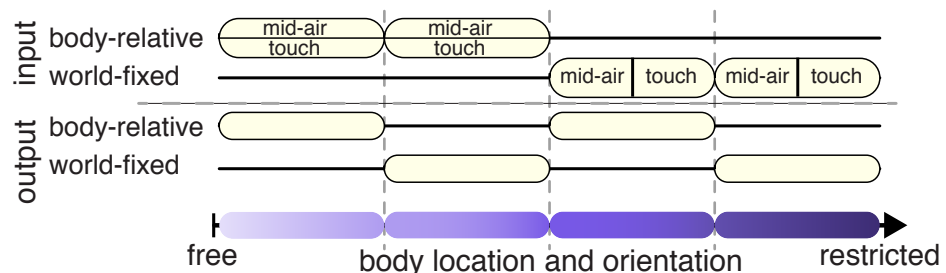 input
body-relative
mid-air
touch
mid-air
touch
world-fixed
mid-air touch mid-air touch
output
body-relative
world-fixed
free body location and orientation restricted